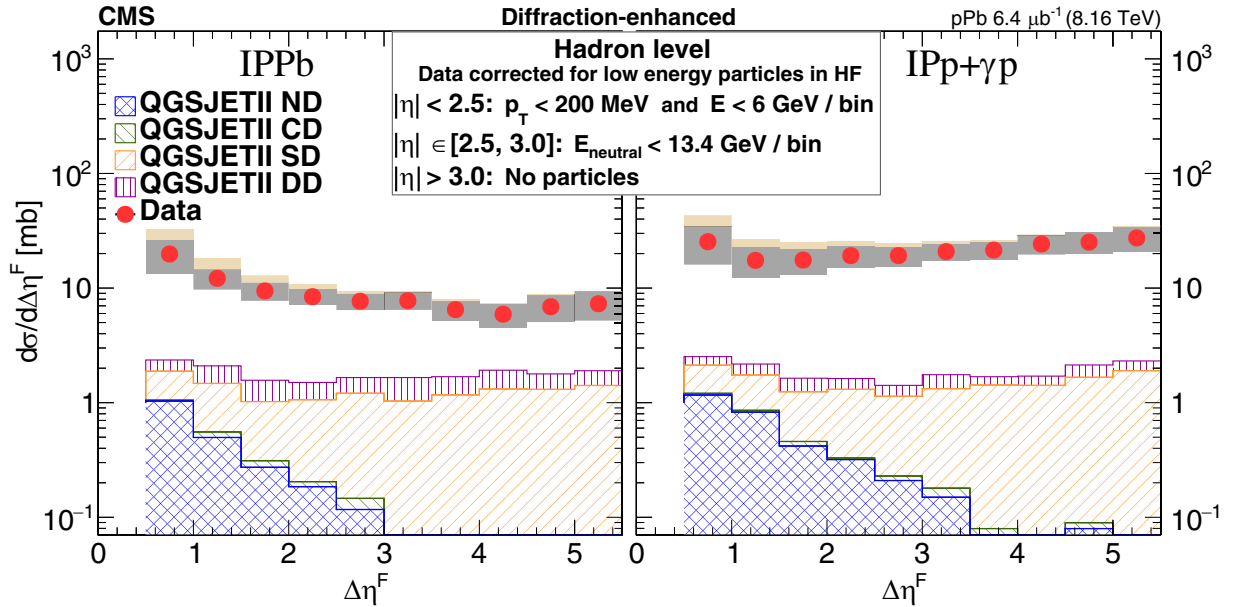 CMS Diffraction-enhanced pPb 6.4 μb⁻¹ (8.16 TeV)
Hadron level
Data corrected for low energy particles in HF
|η| < 2.5: p_T < 200 MeV and E < 6 GeV / bin
|η| ∈ [2.5, 3.0]: E_neutral < 13.4 GeV / bin
|η| > 3.0: No particles
IPPb
QGSJETII ND
QGSJETII CD
QGSJETII SD
QGSJETII DD
Data
IPp+γp
dσ/dΔη^F [mb]
10³
10²
10
1
10⁻¹
0 1 2 3 4 5
Δη^F
10³
10²
10
1
10⁻¹
0 1 2 3 4 5
Δη^F